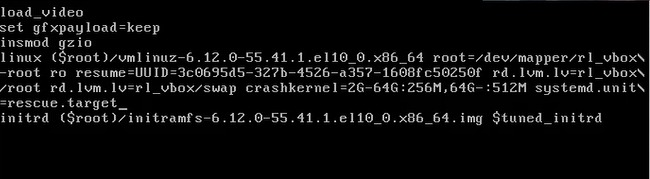 load_video
set gfxpayload=keep
insmod gzio
linux ($root)/vmlinuz-6.12.0-55.41.1.el10_0.x86_64 root=/dev/mapper/rl_vbox\
-root ro resume=UUID=3c0695d5-327b-4526-a357-1608fc50250f rd.lvm.lv=rl_vbox\
/root rd.lvm.lv=rl_vbox/swap crashkernel=2G-64G:256M,64G-:512M systemd.unit\
=rescue.target_
initrd ($root)/initramfs-6.12.0-55.41.1.el10_0.x86_64.img $tuned_initrd